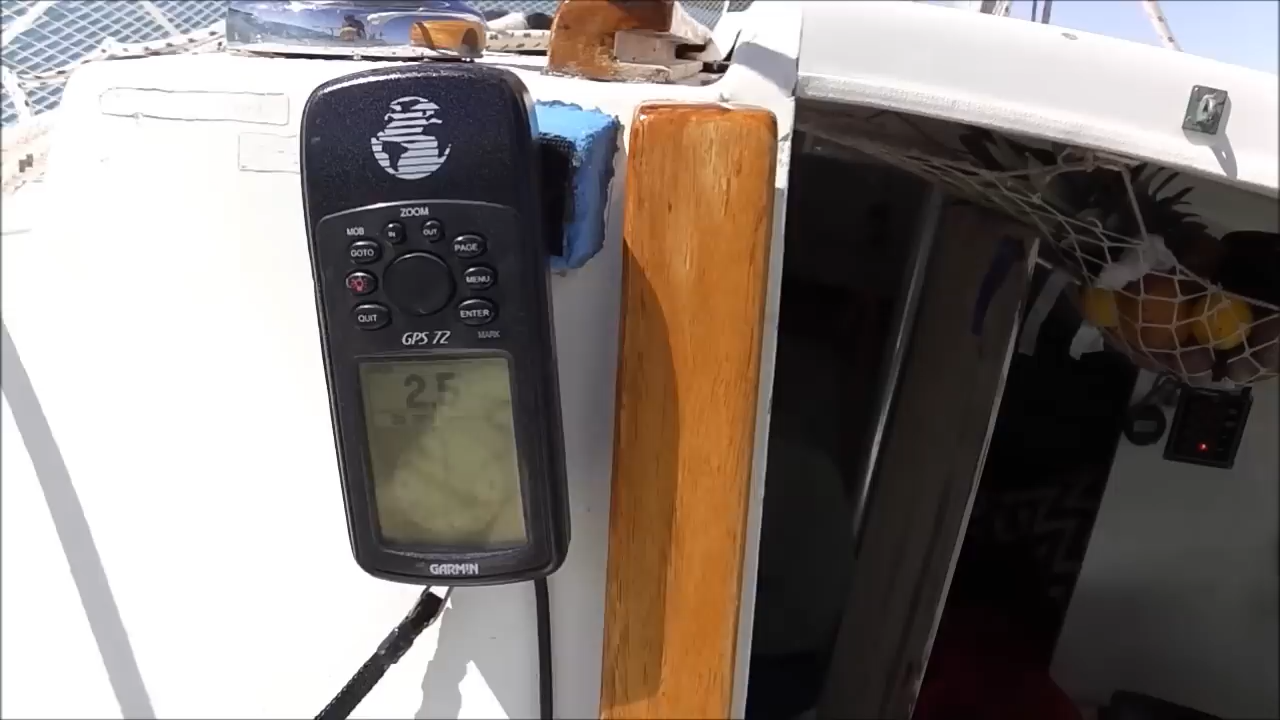 ZOOM
MOB IN OUT
GOTO PAGE
MENU
QUIT ENTER
GPS 72 MARK
2.5
GARMIN